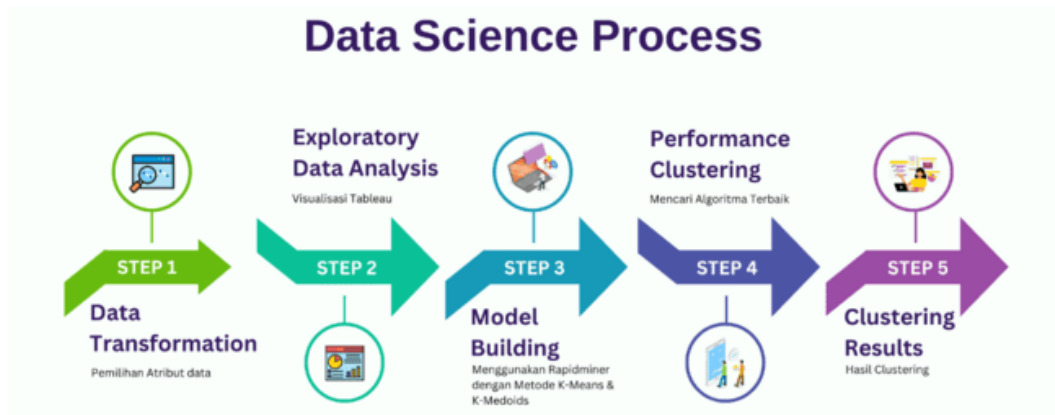 Data Science Process
STEP 1
Data
Transformation
Pemilihan Atribut data
Exploratory
Data Analysis
Visualisasi Tableau
STEP 2
STEP 3
Model
Building
Menggunakan Rapidminer
dengan Metode K-Means &
K-Medoids
Performance
Clustering
Mencari Algoritma Terbaik
STEP 4
STEP 5
Clustering
Results
Hasil Clustering